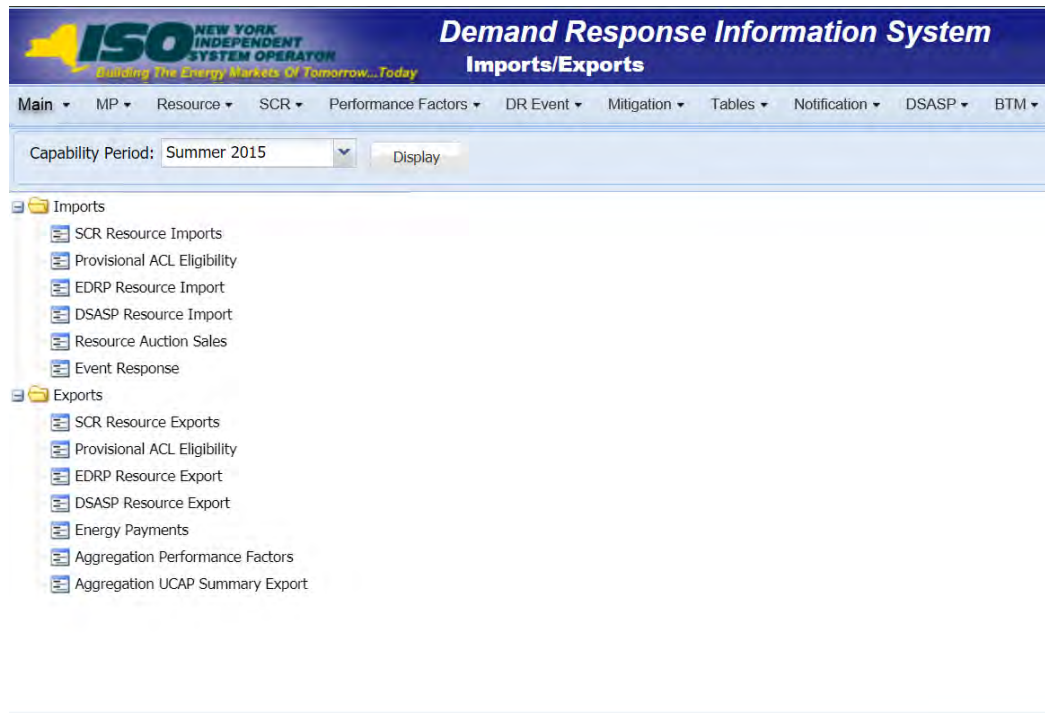 ISO NEW YORK INDEPENDENT SYSTEM OPERATOR
Building The Energy Markets Of Tomorrow...Today
Demand Response Information System
Imports/Exports
Main MP Resource SCR Performance Factors DR Event Mitigation Tables Notification DSASP BTM
Capability Period: Summer 2015 Display
Imports
SCR Resource Imports
Provisional ACL Eligibility
EDRP Resource Import
DSASP Resource Import
Resource Auction Sales
Event Response
Exports
SCR Resource Exports
Provisional ACL Eligibility
EDRP Resource Export
DSASP Resource Export
Energy Payments
Aggregation Performance Factors
Aggregation UCAP Summary Export